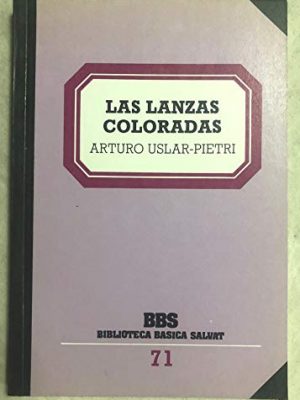 LAS LANZAS
COLORADAS
ARTURO USLAR-PIETRI
BBS
BIBLIOTECA BASICA SALVAT
71